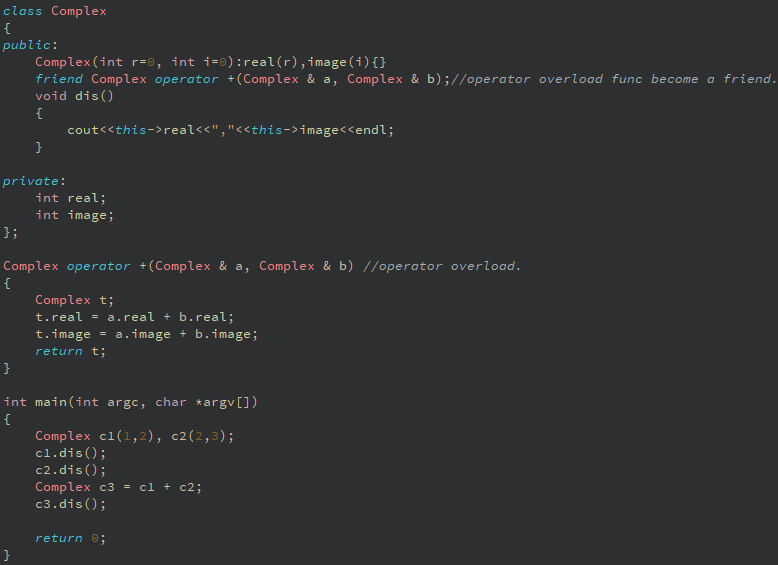 class Complex
{
public:
    Complex(int r=0, int i=0):real(r),image(i){}
    friend Complex operator +(Complex & a, Complex & b);//operator overload func become a friend.
    void dis()
    {
        cout<<this->real<<","<<this->image<<endl;
    }

private:
    int real;
    int image;
};

Complex operator +(Complex & a, Complex & b) //operator overload.
{
    Complex t;
    t.real = a.real + b.real;
    t.image = a.image + b.image;
    return t;
}

int main(int argc, char *argv[])
{
    Complex c1(1,2), c2(2,3);
    c1.dis();
    c2.dis();
    Complex c3 = c1 + c2;
    c3.dis();

    return 0;
}